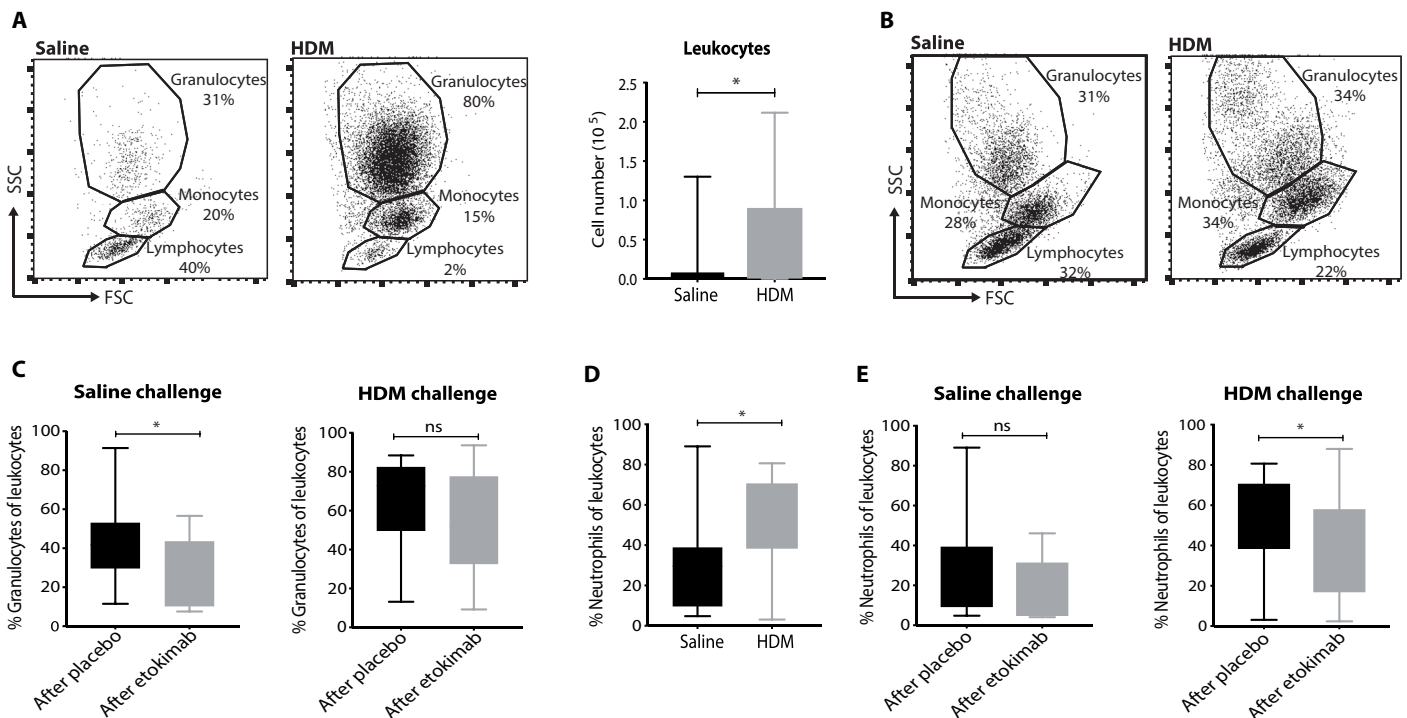 A
Saline
Granulocytes
31%
Monocytes
20%
Lymphocytes
40%
SSC
FSC
HDM
Granulocytes
80%
Monocytes
15%
Lymphocytes
2%
Leukocytes
*
Cell number (10⁵)
2.5
2.0
1.5
1.0
0.5
0.0
Saline
HDM
B
Saline
Granulocytes
31%
Monocytes
28%
Lymphocytes
32%
SSC
FSC
HDM
Granulocytes
34%
Monocytes
34%
Lymphocytes
22%
C
Saline challenge
*
% Granulocytes of leukocytes
100
80
60
40
20
0
After placebo
After etokimab
HDM challenge
ns
% Granulocytes of leukocytes
100
80
60
40
20
0
After placebo
After etokimab
D
*
% Neutrophils of leukocytes
100
80
60
40
20
0
Saline
HDM
E
Saline challenge
ns
% Neutrophils of leukocytes
100
80
60
40
20
0
After placebo
After etokimab
HDM challenge
*
% Neutrophils of leukocytes
100
80
60
40
20
0
After placebo
After etokimab